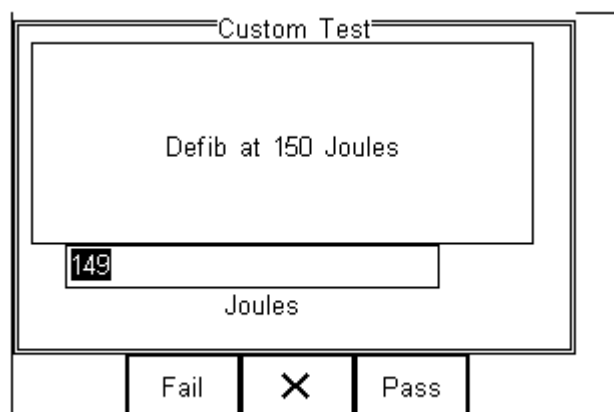 Custom Test
Defib at 150 Joules
149
Joules
Fail
Pass